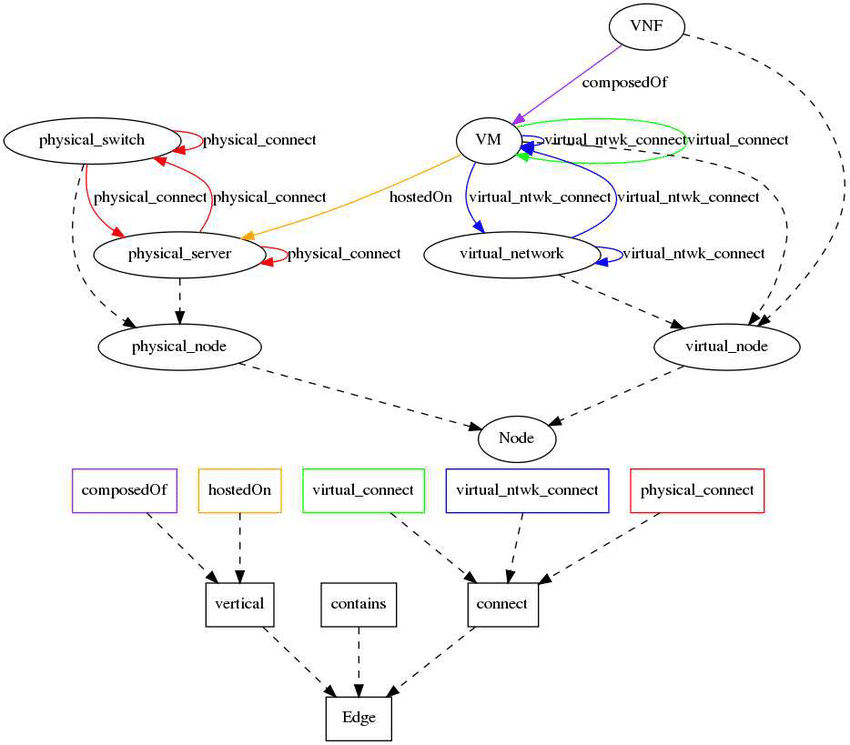 VNF
composedOf
physical_switch
physical_connect
VM
virtual_ntwk_connect
virtual_connect
physical_connect
physical_connect
hostedOn
virtual_ntwk_connect
virtual_ntwk_connect
physical_server
physical_connect
virtual_network
virtual_ntwk_connect
physical_node
virtual_node
Node
composedOf
hostedOn
virtual_connect
virtual_ntwk_connect
physical_connect
vertical
contains
connect
Edge